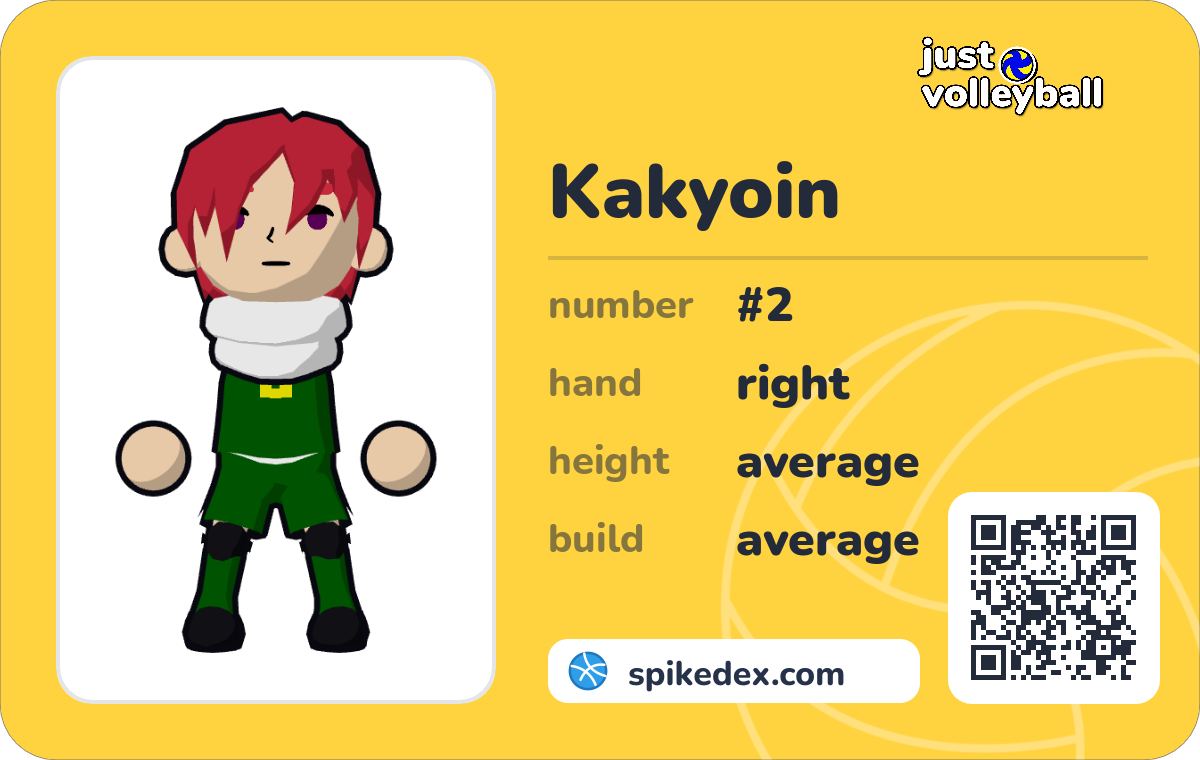 just
volleyball
Kakyoin
number #2
hand right
height average
build average
spikedex.com